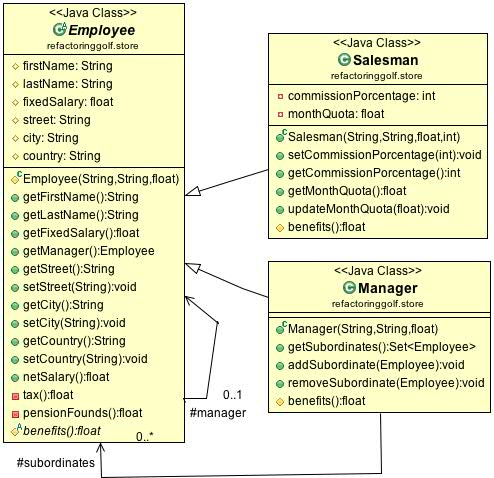 <<Java Class>>
Employee
refactoringgolf.store
firstName: String
lastName: String
fixedSalary: float
street: String
city: String
country: String
Employee(String,String,float)
getFirstName():String
getLastName():String
getFixedSalary():float
getManager():Employee
getStreet():String
setStreet(String):void
getCity():String
setCity(String):void
getCountry():String
setCountry(String):void
netSalary():float
tax():float
pensionFounds():float
benefits():float
<<Java Class>>
Salesman
refactoringgolf.store
commissionPorcentage: int
monthQuota: float
Salesman(String,String,float,int)
setCommissionPorcentage(int):void
getCommissionPorcentage():int
getMonthQuota():float
updateMonthQuota(float):void
benefits():float
<<Java Class>>
Manager
refactoringgolf.store
Manager(String,String,float)
getSubordinates():Set<Employee>
addSubordinate(Employee):void
removeSubordinate(Employee):void
benefits():float
0..1
#manager
0..*
#subordinates